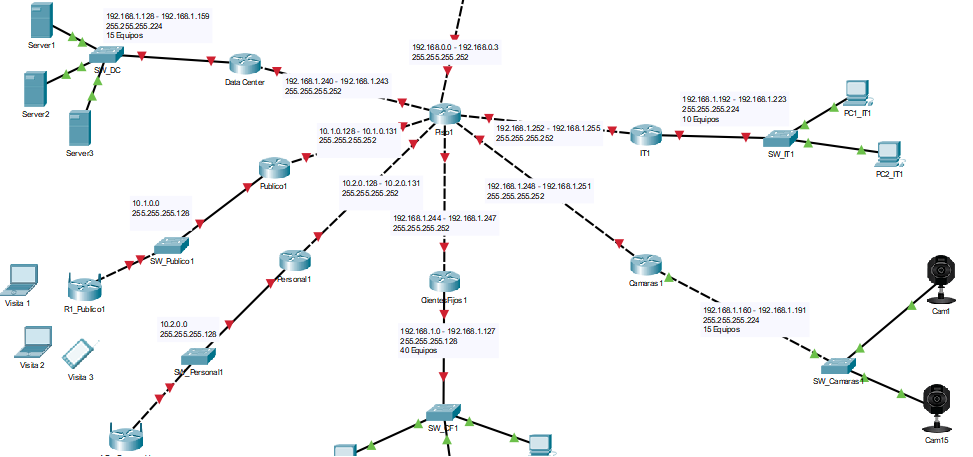 192.168.1.128 - 192.168.1.159
255.255.255.224
15 Equipos
Server1
SW_DC
Data Center
Server2
Server3
192.168.0.0 - 192.168.0.3
255.255.255.252
192.168.1.240 - 192.168.1.243
255.255.255.252
Piso1
10.1.0.128 - 10.1.0.131
255.255.255.252
192.168.1.252 - 192.168.1.255
255.255.255.252
IT1
192.168.1.192 - 192.168.1.223
255.255.255.224
10 Equipos
SW_IT1
PC1_IT1
PC2_IT1
Publico1
10.2.0.128 - 10.2.0.131
255.255.255.252
192.168.1.248 - 192.168.1.251
255.255.255.252
10.1.0.0
255.255.255.128
192.168.1.244 - 192.168.1.247
255.255.255.252
SW_Publico1
Personal1
ClientesFijos1
Camaras1
Visita 1
R1_Publico1
192.168.1.160 - 192.168.1.191
255.255.255.224
15 Equipos
Cam1
10.2.0.0
255.255.255.128
192.168.1.0 - 192.168.1.127
255.255.255.128
40 Equipos
Visita 2
Visita 3
SW_Personal1
SW_Camaras1
SW_CF1
Cam15